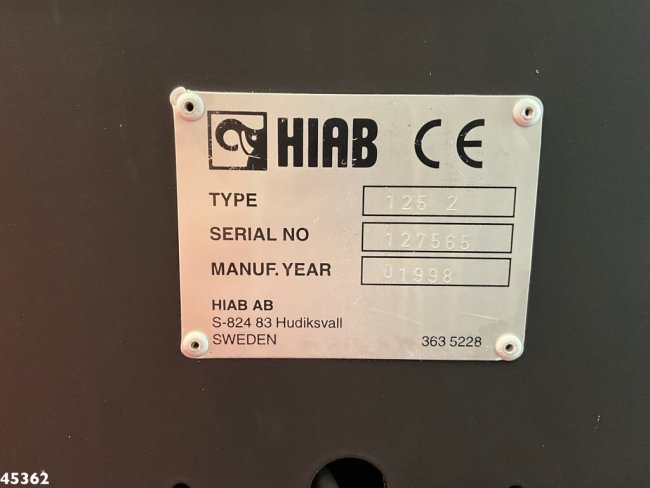 HIAB CE
TYPE 125 2
SERIAL NO 127565
MANUF. YEAR 01998
HIAB AB
S-824 83 Hudiksvall
SWEDEN 363 5228
45362